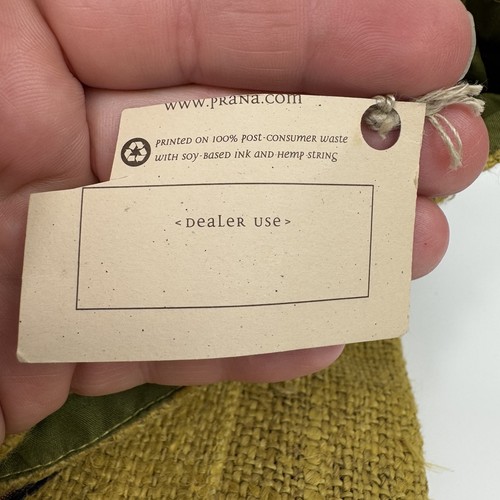 www.prana.com
printed on 100% post-consumer waste
with soy-based ink and hemp string
<Dealer use>